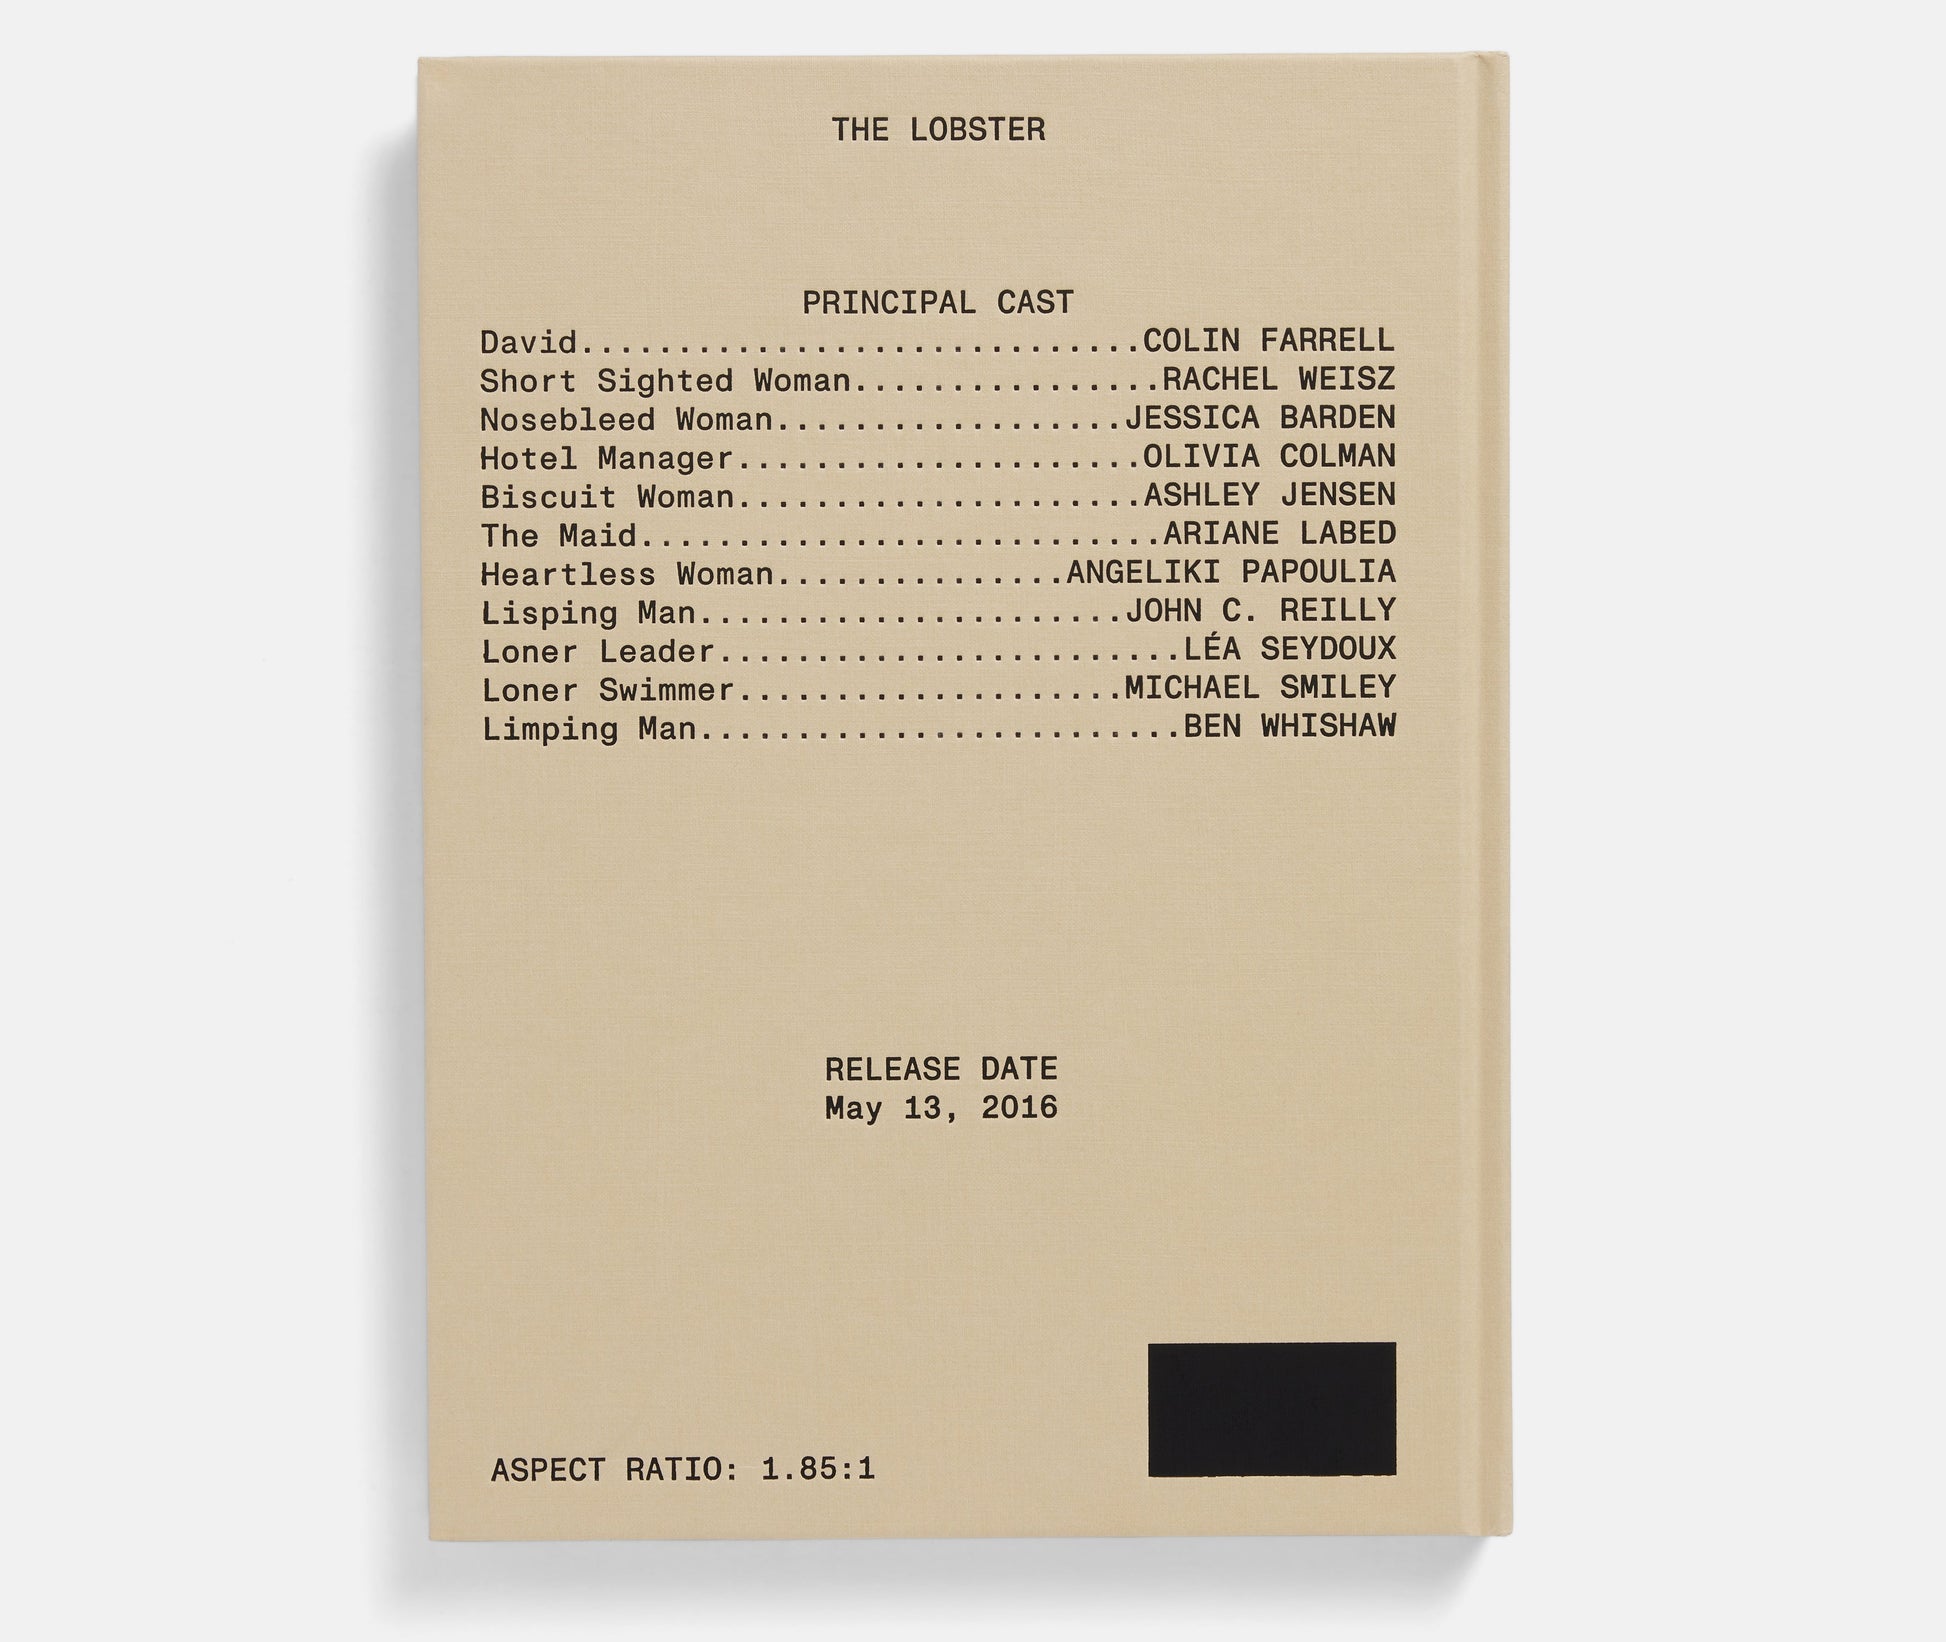 THE LOBSTER
PRINCIPAL CAST
David.............................COLIN FARRELL
Short Sighted Woman................RACHEL WEISZ
Nosebleed Woman..................JESSICA BARDEN
Hotel Manager.....................OLIVIA COLMAN
Biscuit Woman.....................ASHLEY JENSEN
The Maid...........................ARIANE LABED
Heartless Woman...............ANGELIKI PAPOULIA
Lisping Man......................JOHN C. REILLY
Loner Leader........................LÉA SEYDOUX
Loner Swimmer....................MICHAEL SMILEY
Limping Man.........................BEN WHISHAW
RELEASE DATE
May 13, 2016
ASPECT RATIO: 1.85:1